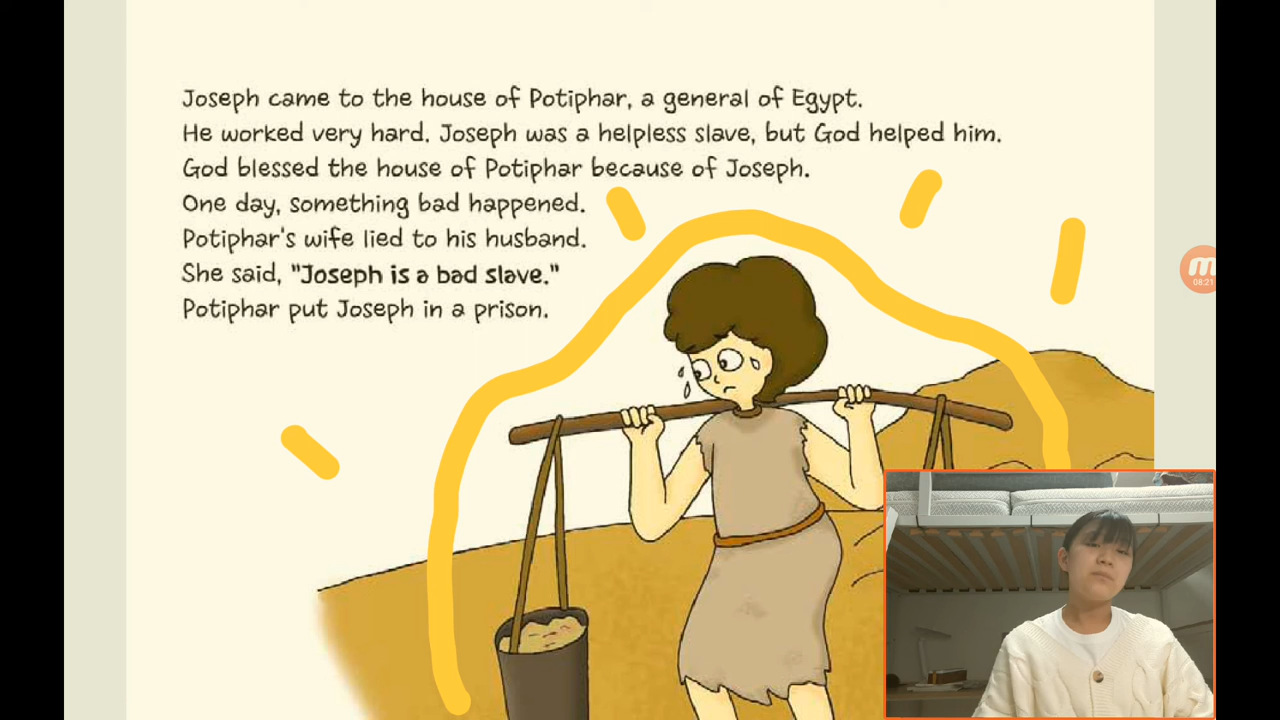 Joseph came to the house of Potiphar, a general of Egypt.
He worked very hard. Joseph was a helpless slave, but God helped him.
God blessed the house of Potiphar because of Joseph.
One day, something bad happened.
Potiphar's wife lied to his husband.
She said, "Joseph is a bad slave."
Potiphar put Joseph in a prison.
08:21